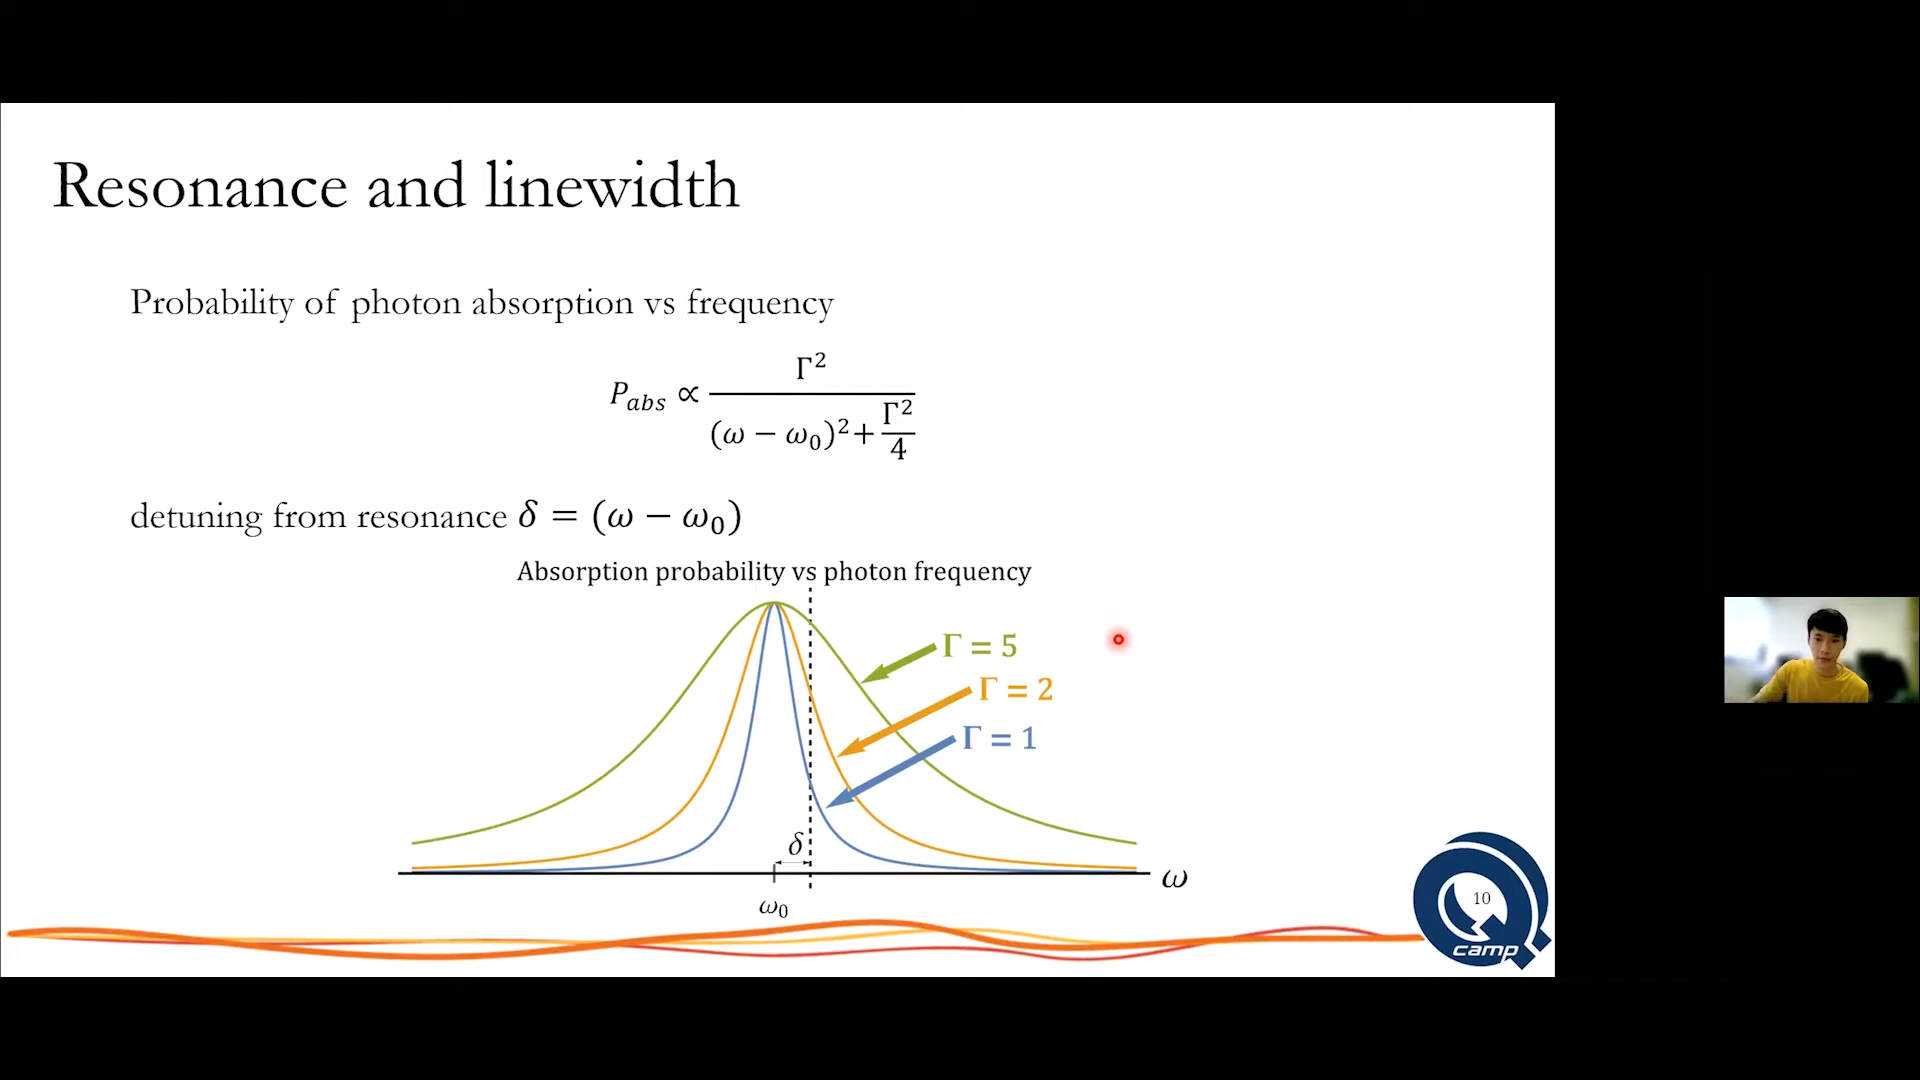 Resonance and linewidth
Probability of photon absorption vs frequency
P_abs ∝ Γ² / ((ω − ω₀)² + Γ²/4)
detuning from resonance δ = (ω − ω₀)
Absorption probability vs photon frequency
Γ = 5
Γ = 2
Γ = 1
δ
ω
ω₀
10
camp